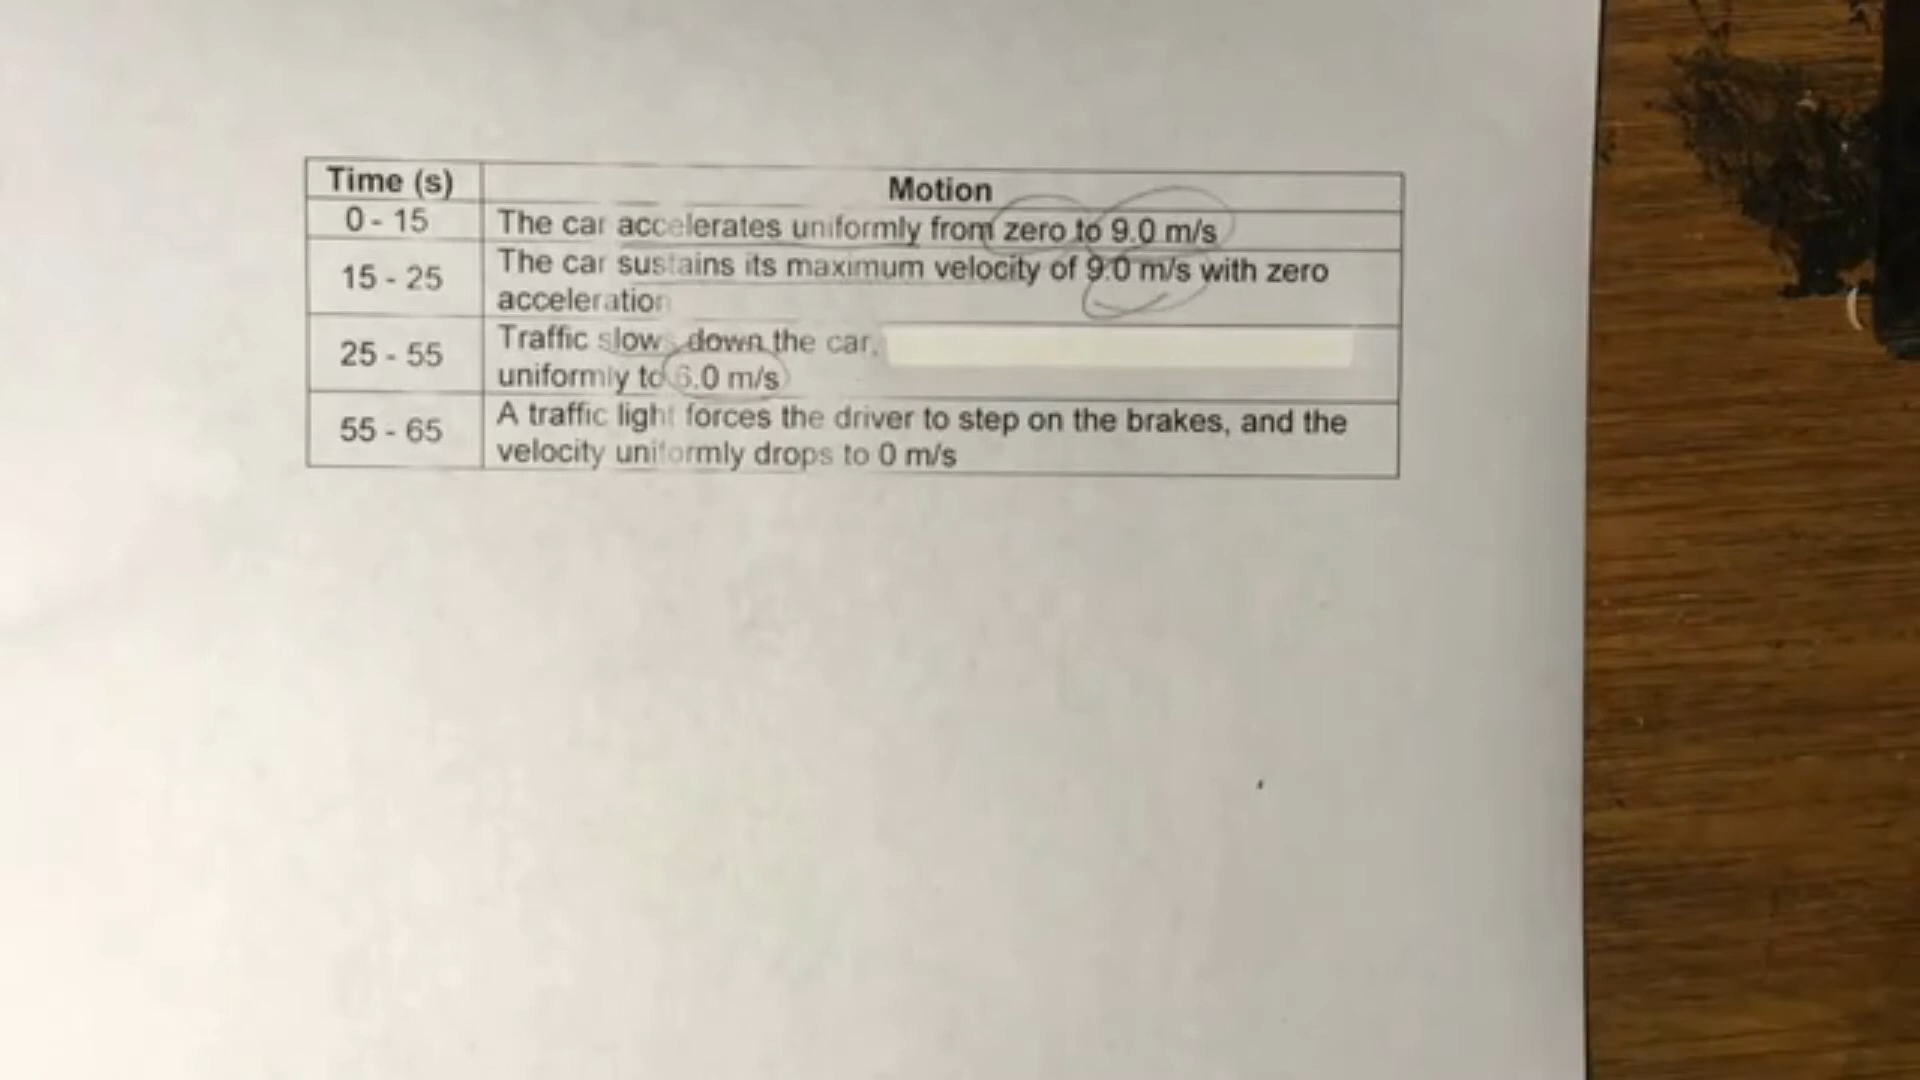 Time (s) Motion
0 - 15 The car accelerates uniformly from zero to 9.0 m/s
15 - 25 The car sustains its maximum velocity of 9.0 m/s with zero
acceleration
25 - 55 Traffic slows down the car,
uniformly to 6.0 m/s
55 - 65 A traffic light forces the driver to step on the brakes, and the
velocity uniformly drops to 0 m/s